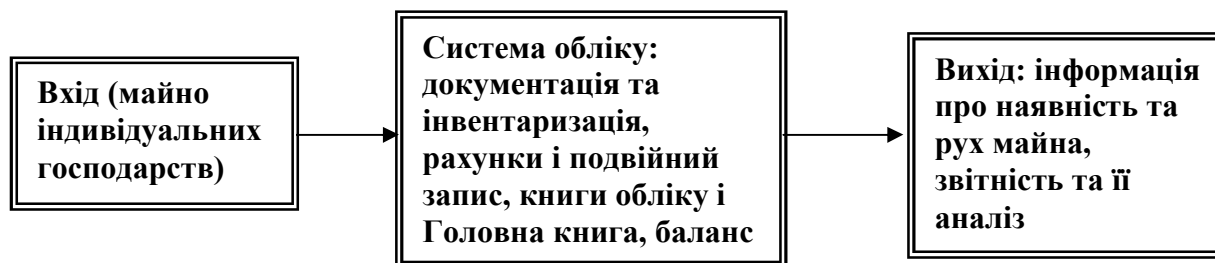 Вхід (майно
індивідуальних
господарств)
Система обліку:
документація та
інвентаризація,
рахунки і подвійний
запис, книги обліку і
Головна книга, баланс
Вихід: інформація
про наявність та
рух майна,
звітність та її
аналіз